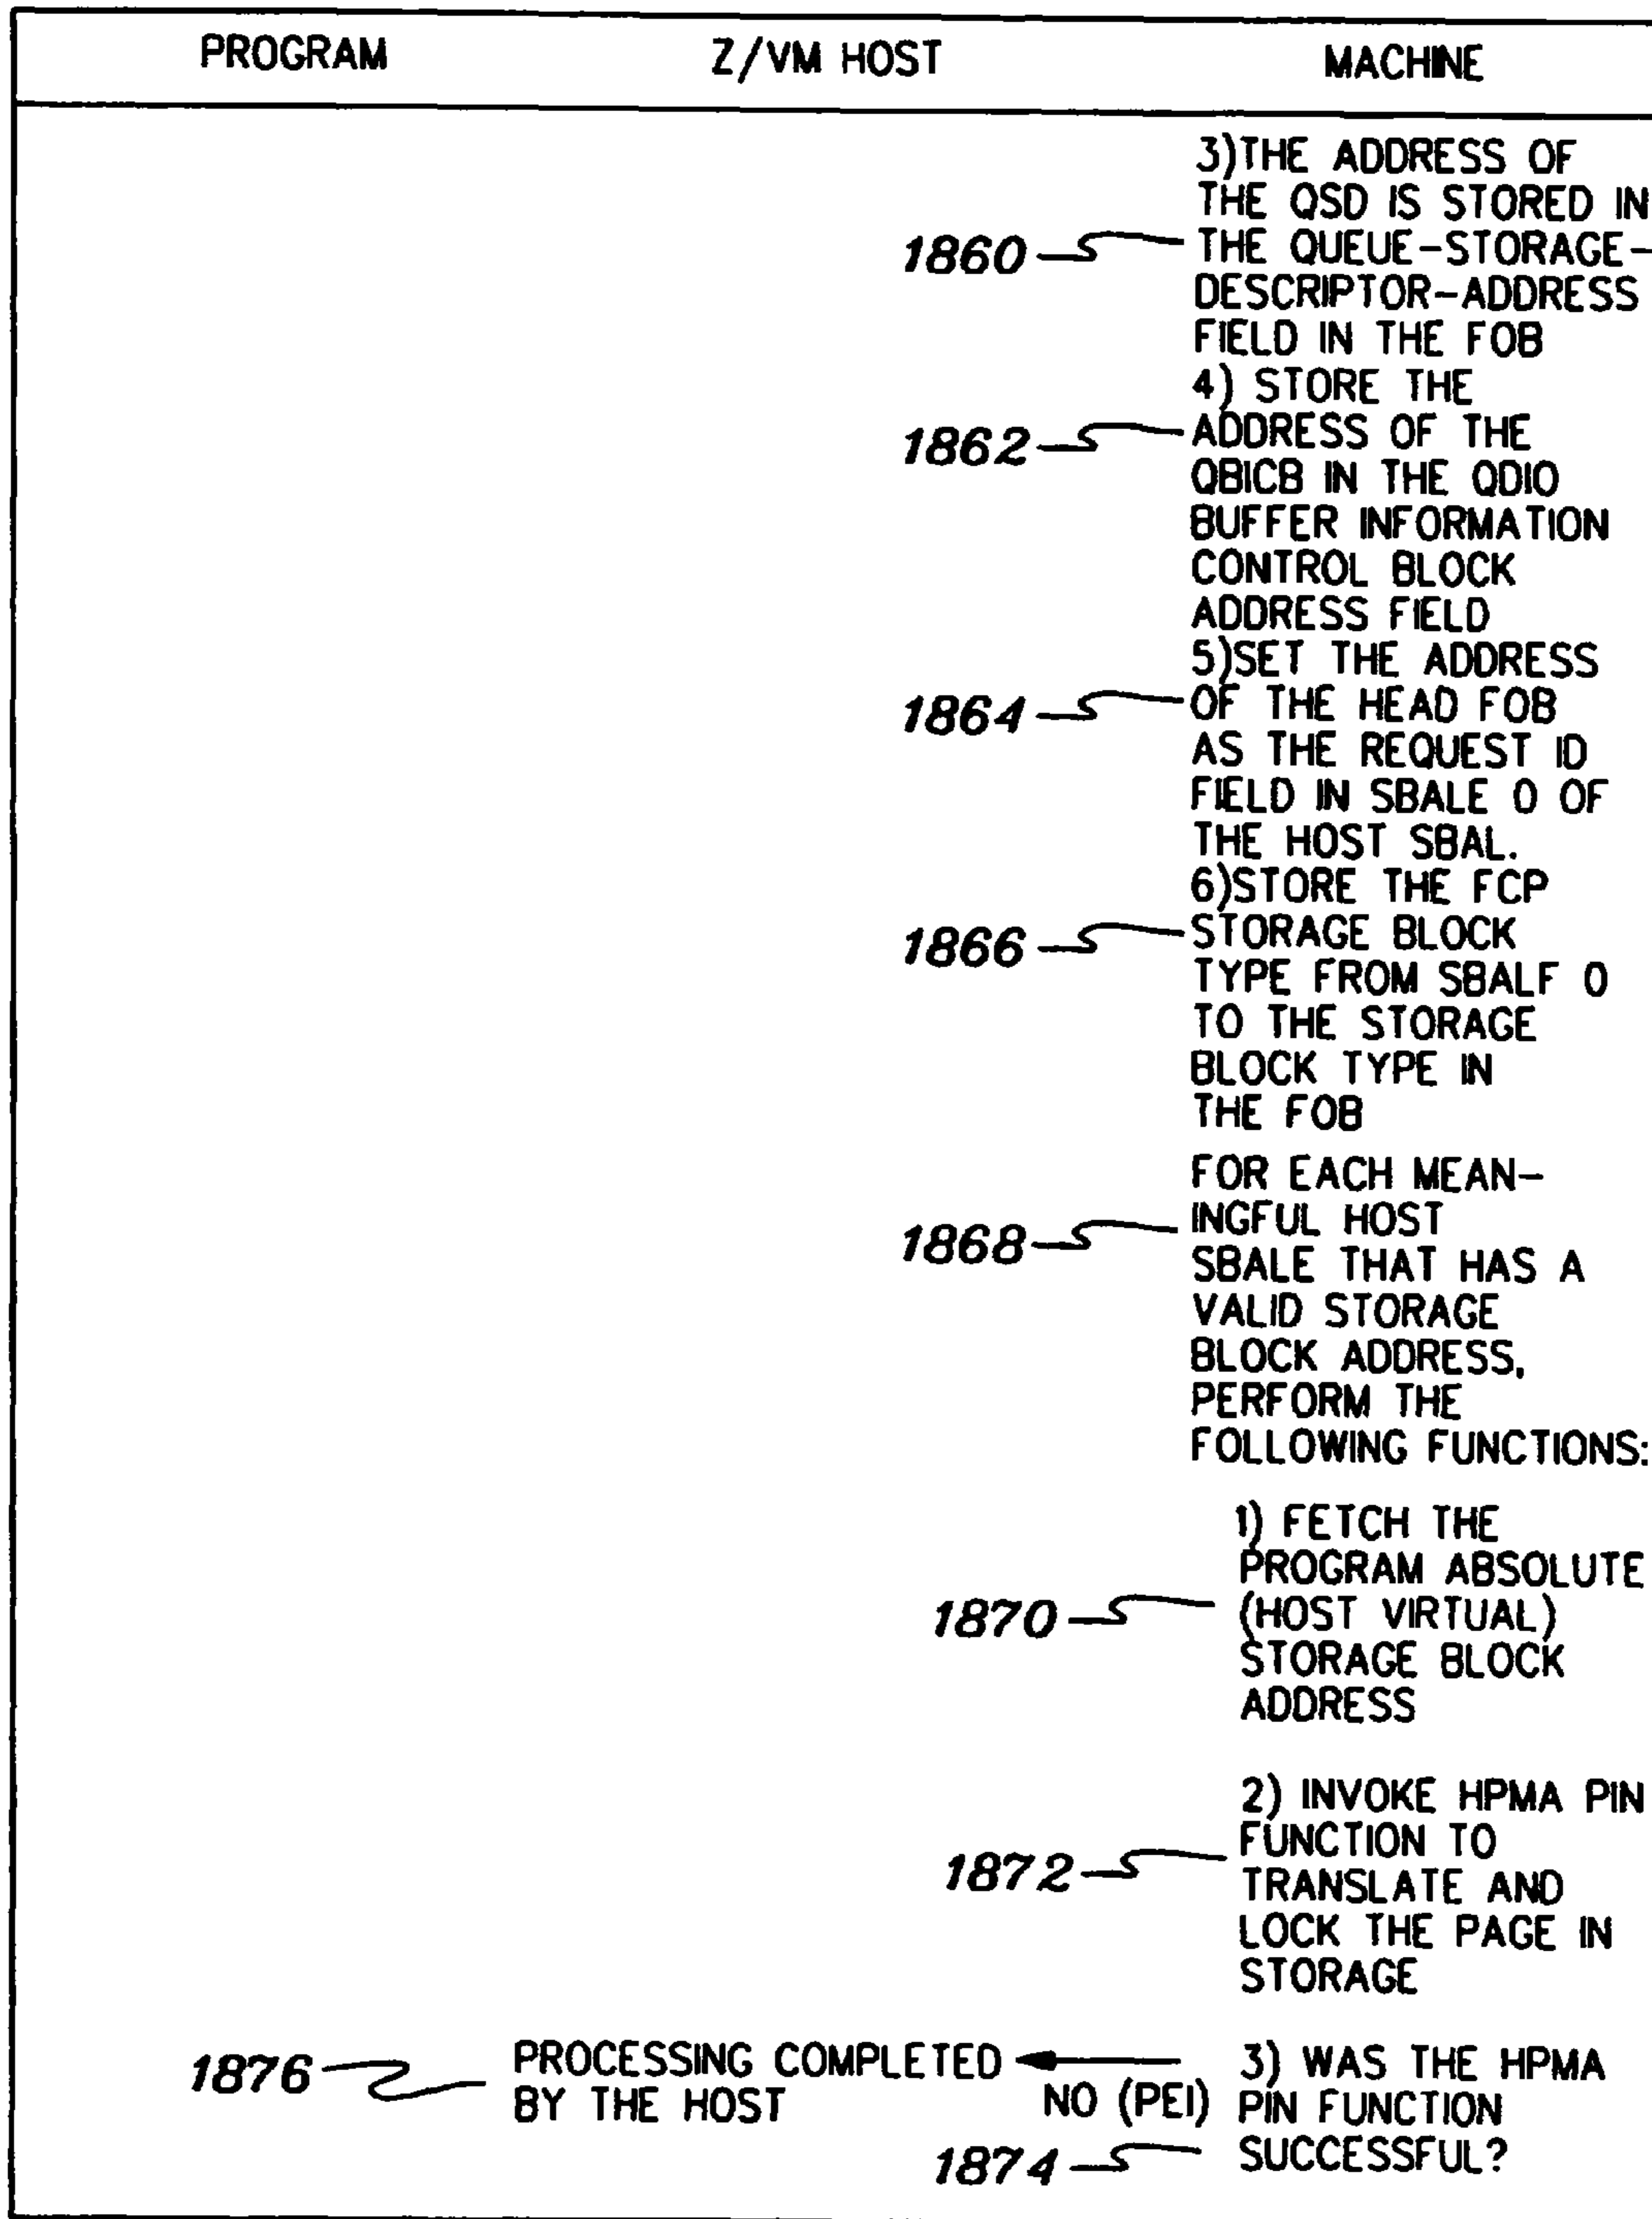 PROGRAM Z/VM HOST MACHINE
3)THE ADDRESS OF
THE QSD IS STORED IN
1860 THE QUEUE-STORAGE-
DESCRIPTOR-ADDRESS
FIELD IN THE FOB
4) STORE THE
1862 ADDRESS OF THE
QBICB IN THE QDIO
BUFFER INFORMATION
CONTROL BLOCK
ADDRESS FIELD
5)SET THE ADDRESS
1864 OF THE HEAD FOB
AS THE REQUEST ID
FIELD IN SBALE 0 OF
THE HOST SBAL.
6)STORE THE FCP
1866 STORAGE BLOCK
TYPE FROM SBALF 0
TO THE STORAGE
BLOCK TYPE IN
THE FOB
FOR EACH MEAN-
1868 INGFUL HOST
SBALE THAT HAS A
VALID STORAGE
BLOCK ADDRESS,
PERFORM THE
FOLLOWING FUNCTIONS:
1) FETCH THE
PROGRAM ABSOLUTE
1870 (HOST VIRTUAL)
STORAGE BLOCK
ADDRESS
2) INVOKE HPMA PIN
FUNCTION TO
1872 TRANSLATE AND
LOCK THE PAGE IN
STORAGE
1876 PROCESSING COMPLETED 3) WAS THE HPMA
BY THE HOST NO (PEI) PIN FUNCTION
1874 SUCCESSFUL?